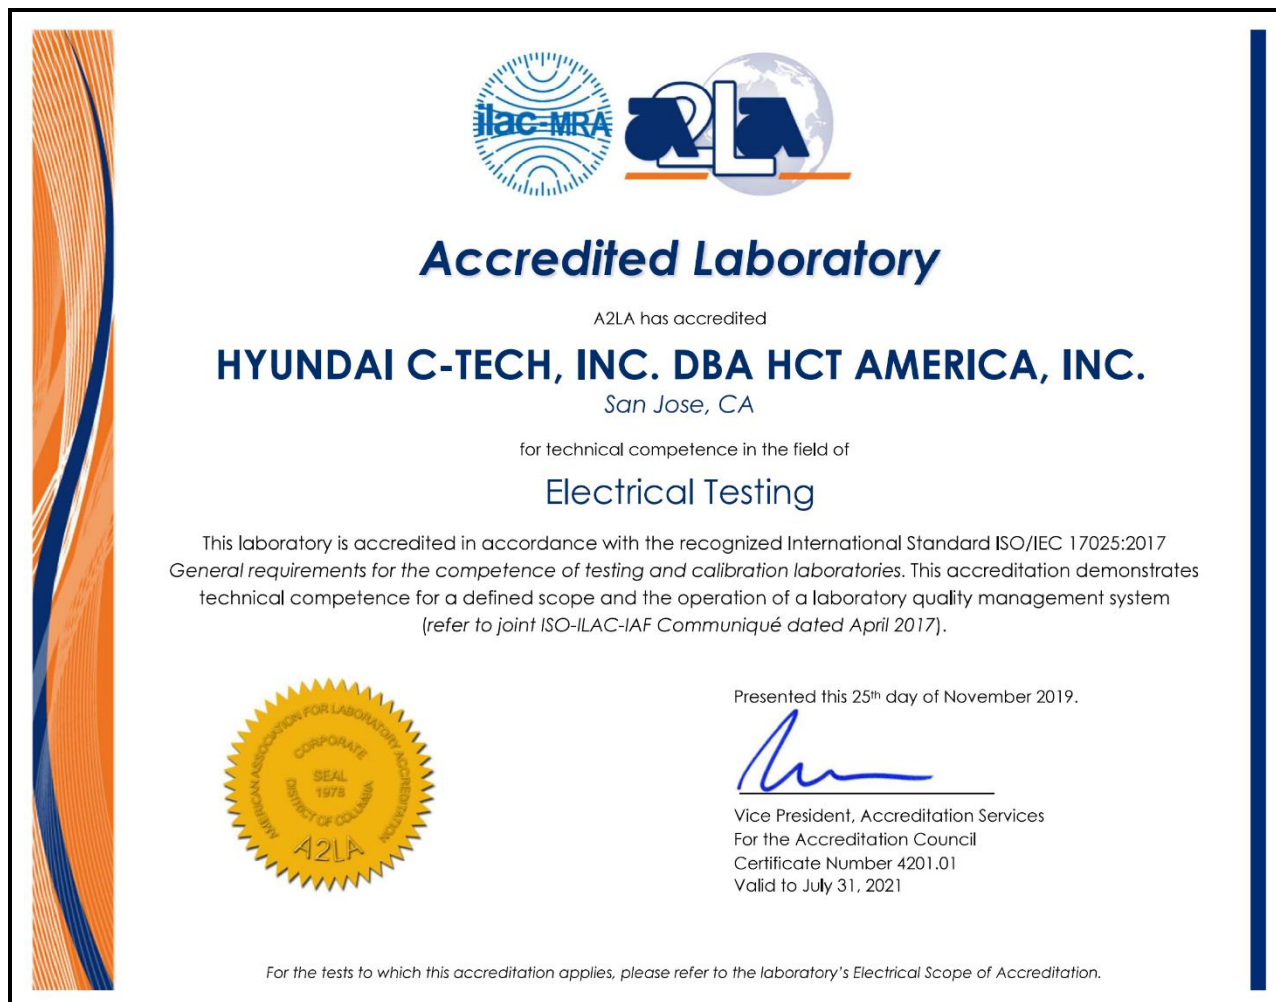 ilac-MRA
a2La
Accredited Laboratory
A2LA has accredited
HYUNDAI C-TECH, INC. DBA HCT AMERICA, INC.
San Jose, CA
for technical competence in the field of
Electrical Testing
This laboratory is accredited in accordance with the recognized International Standard ISO/IEC 17025:2017
General requirements for the competence of testing and calibration laboratories. This accreditation demonstrates
technical competence for a defined scope and the operation of a laboratory quality management system
(refer to joint ISO-ILAC-IAF Communiqué dated April 2017).
AMERICAN ASSOCIATION FOR LABORATORY ACCREDITATION
CORPORATE
SEAL
1978
DISTRICT OF COLUMBIA
A2LA
Presented this 25th day of November 2019.
Vice President, Accreditation Services
For the Accreditation Council
Certificate Number 4201.01
Valid to July 31, 2021
For the tests to which this accreditation applies, please refer to the laboratory's Electrical Scope of Accreditation.